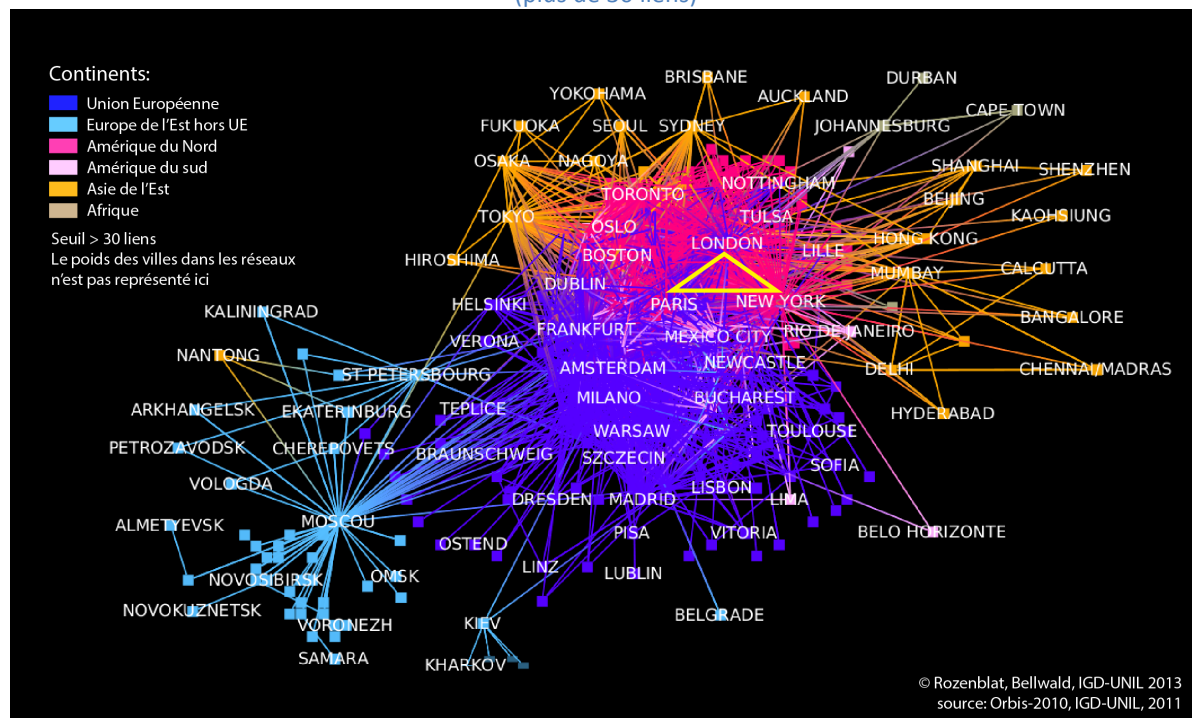 (plus de 30 liens)
Continents:
Union Européenne
Europe de l’Est hors UE
Amérique du Nord
Amérique du sud
Asie de l’Est
Afrique
Seuil > 30 liens
Le poids des villes dans les réseaux
n’est pas représenté ici
BRISBANE
DURBAN
YOKOHAMA
AUCKLAND
CAPE TOWN
FUKUOKA
SEOUL
SYDNEY
JOHANNESBURG
OSAKA
NAGOYA
SHANGHAI
SHENZHEN
NOTTINGHAM
TORONTO
BEIJING
TOKYO
TULSA
KAOHSIUNG
OSLO
LONDON
HONG KONG
BOSTON
LILLE
HIROSHIMA
MUMBAY
CALCUTTA
DUBLIN
HELSINKI
PARIS
NEW YORK
KALININGRAD
BANGALORE
FRANKFURT
MEXICO CITY
RIO DE JANEIRO
VERONA
NANTONG
NEWCASTLE
AMSTERDAM
DELHI
CHENNAI/MADRAS
ST PETERSBOURG
MILANO
BUCHAREST
ARKHANGELSK
EKATERINBURG
TEPLICE
HYDERABAD
WARSAW
TOULOUSE
PETROZAVODSK
CHEREPOVETS
BRAUNSCHWEIG
SZCZECIN
SOFIA
VOLOGDA
LISBON
DRESDEN
MADRID
LIMA
MOSCOU
ALMETYEVSK
PISA
VITORIA
BELO HORIZONTE
OSTEND
LINZ
LUBLIN
NOVOSIBIRSK
OMSK
NOVOKUZNETSK
BELGRADE
VORONEZH
KIEV
SAMARA
KHARKOV
© Rozenblat, Bellwald, IGD-UNIL 2013
source: Orbis-2010, IGD-UNIL, 2011